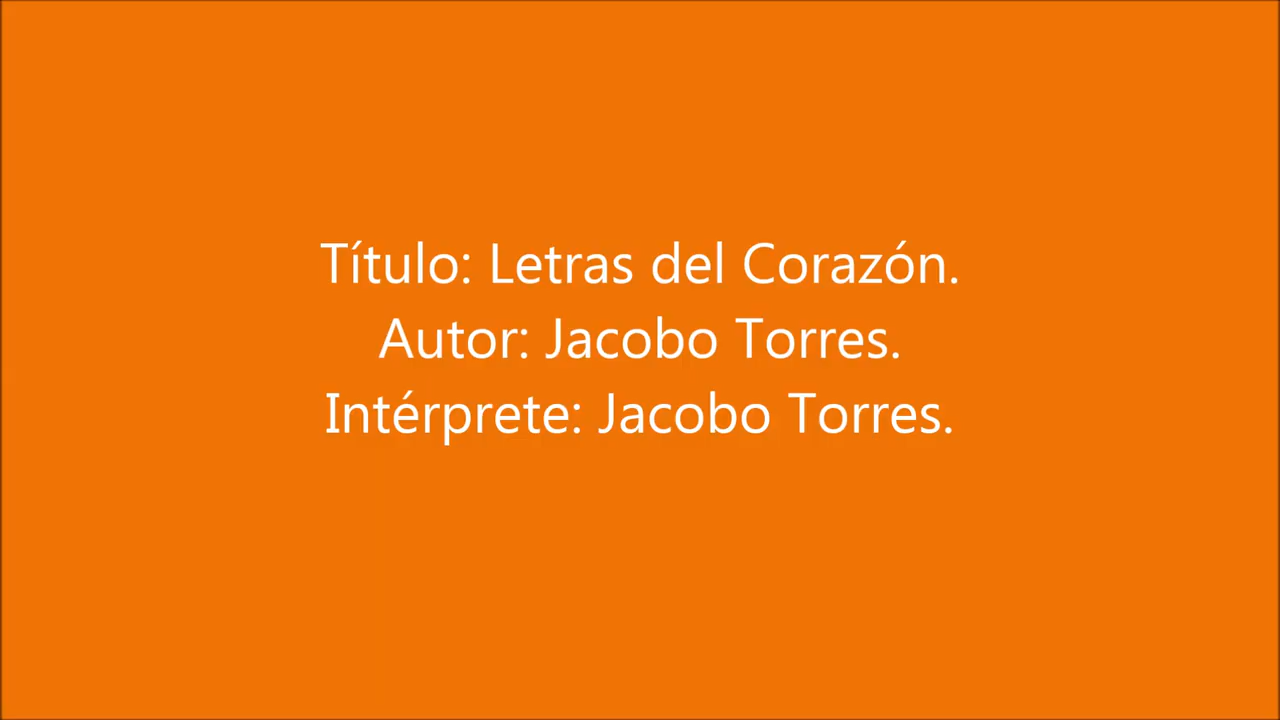 Título: Letras del Corazón.
Autor: Jacobo Torres.
Intérprete: Jacobo Torres.